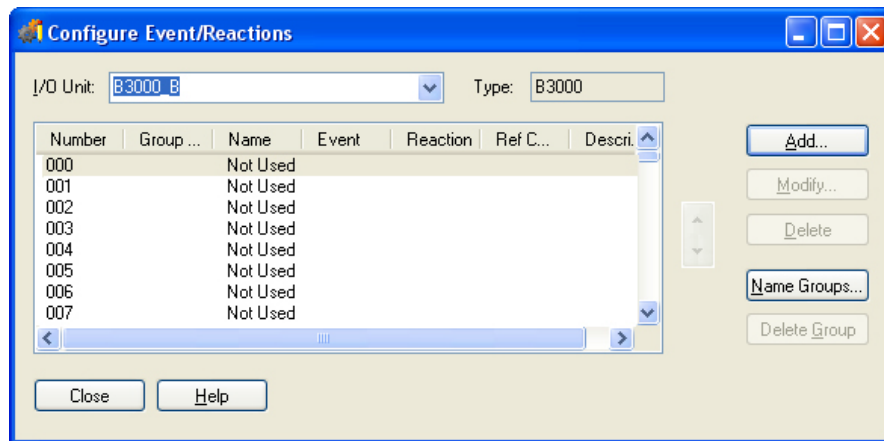 Configure Event/Reactions
I/O Unit: B3000_B Type: B3000
Number Group ... Name Event Reaction Ref C... Descri. Add...
000 Not Used
001 Not Used Modify...
002 Not Used
003 Not Used Delete
004 Not Used
005 Not Used
006 Not Used Name Groups...
007 Not Used
Delete Group
Close Help